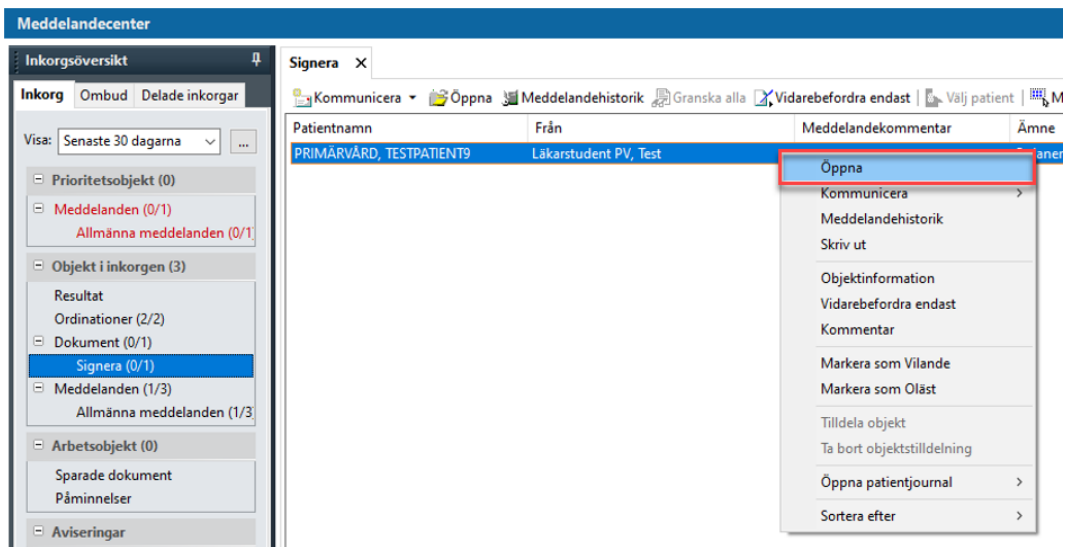 Meddelandecenter
Inkorgsöversikt
Inkorg Ombud Delade inkorgar
Visa: Senaste 30 dagarna ...
Prioritetsobjekt (0)
Meddelanden (0/1)
Allmänna meddelanden (0/1)
Objekt i inkorgen (3)
Resultat
Ordinationer (2/2)
Dokument (0/1)
Signera (0/1)
Meddelanden (1/3)
Allmänna meddelanden (1/3
Arbetsobjekt (0)
Sparade dokument
Påminnelser
Aviseringar
Signera X
Kommunicera Öppna Meddelandehistorik Granska alla Vidarebefordra endast Välj patient M
Patientnamn Från Meddelandekommentar Ämne
PRIMÄRVÅRD, TESTPATIENT9 Läkarstudent PV, Test
Öppna
Kommunicera
Meddelandehistorik
Skriv ut
Objektinformation
Vidarebefordra endast
Kommentar
Markera som Vilande
Markera som Oläst
Tilldela objekt
Ta bort objektstilldelning
Öppna patientjournal
Sortera efter